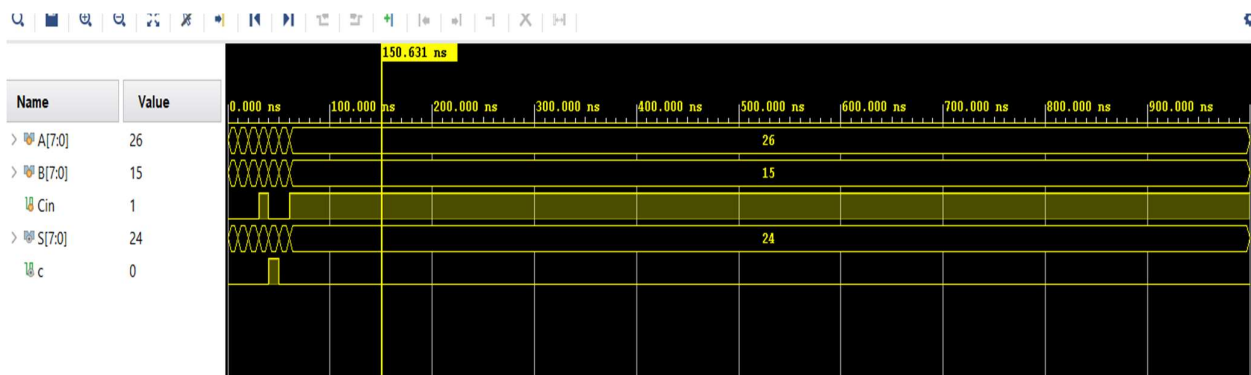 150.631 ns
Name Value
0.000 ns 100.000 ns 200.000 ns 300.000 ns 400.000 ns 500.000 ns 600.000 ns 700.000 ns 800.000 ns 900.000 ns
A[7:0] 26 26
B[7:0] 15 15
Cin 1
S[7:0] 24 24
c 0